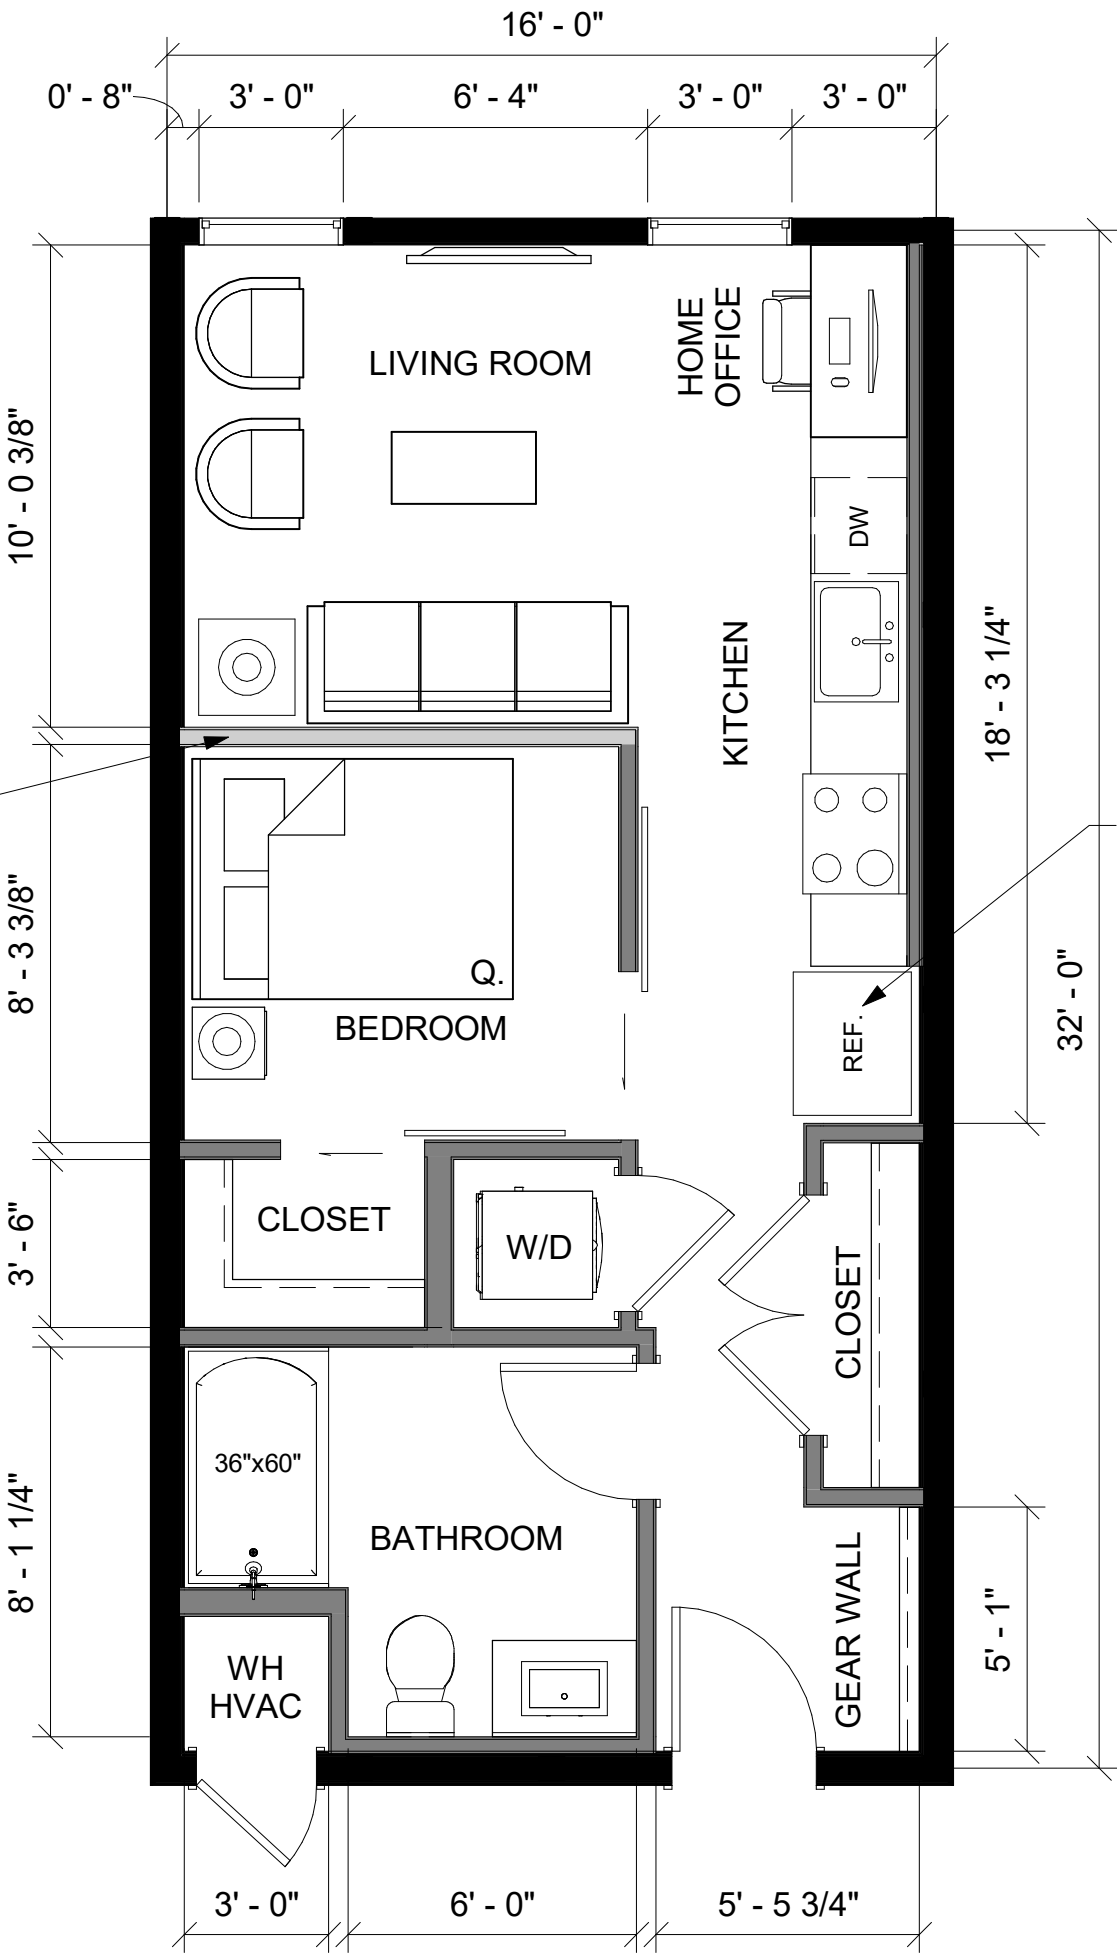 16' - 0"
0' - 8"
3' - 0"
6' - 4"
3' - 0"
3' - 0"
LIVING ROOM
HOME
OFFICE
10' - 0 3/8"
DW
KITCHEN
18' - 3 1/4"
8' - 3 3/8"
Q.
BEDROOM
REF.
32' - 0"
3' - 6"
CLOSET
W/D
CLOSET
36"x60"
8' - 1 1/4"
BATHROOM
GEAR WALL
5' - 1"
WH
HVAC
3' - 0"
6' - 0"
5' - 5 3/4"